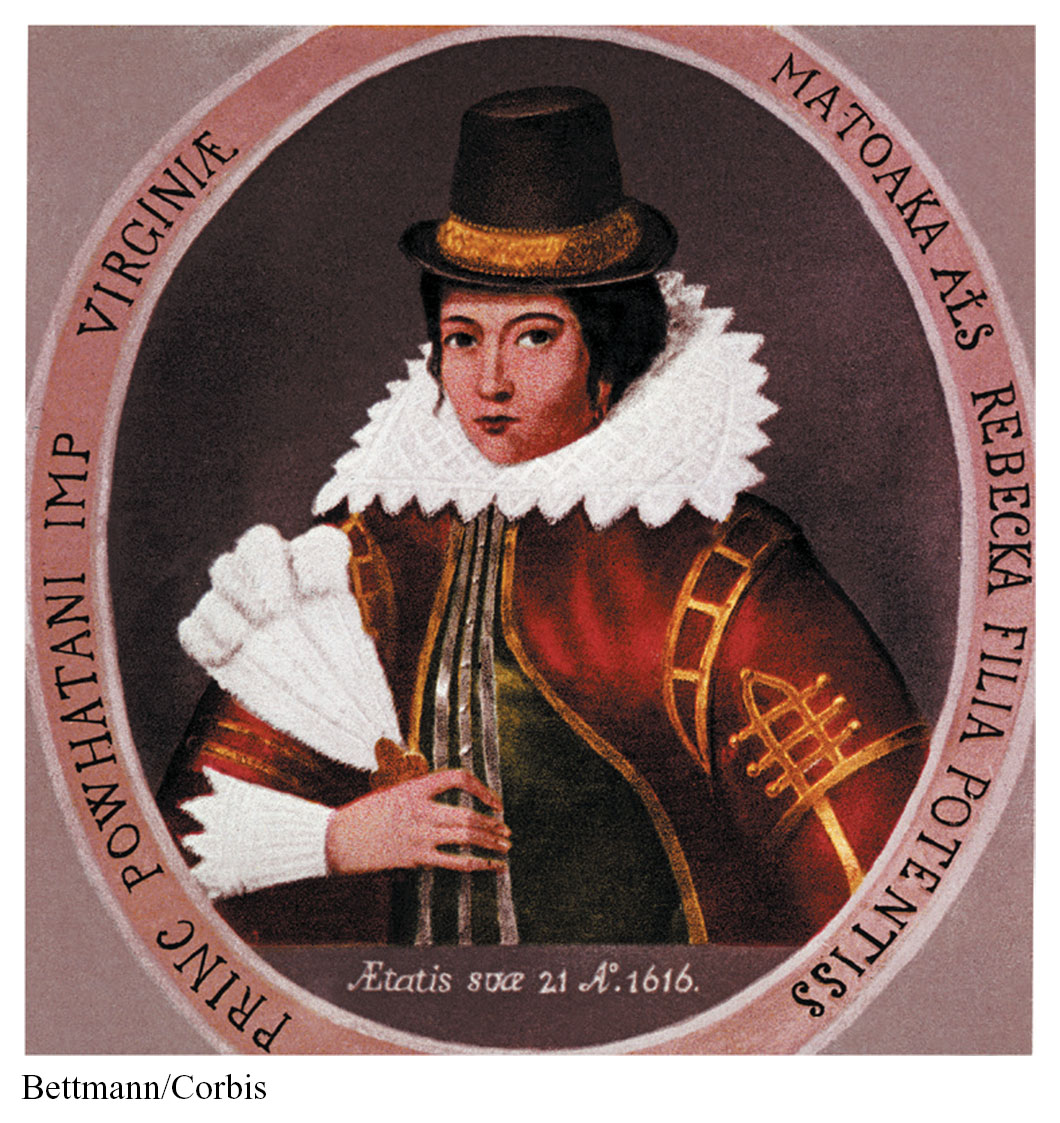 MATOAKA ALS REBECKA FILIA POTENTISS
PRINC POWHATANI IMP VIRGINIÆ
Ætatis suæ 21 Aº. 1616.
Bettmann/Corbis